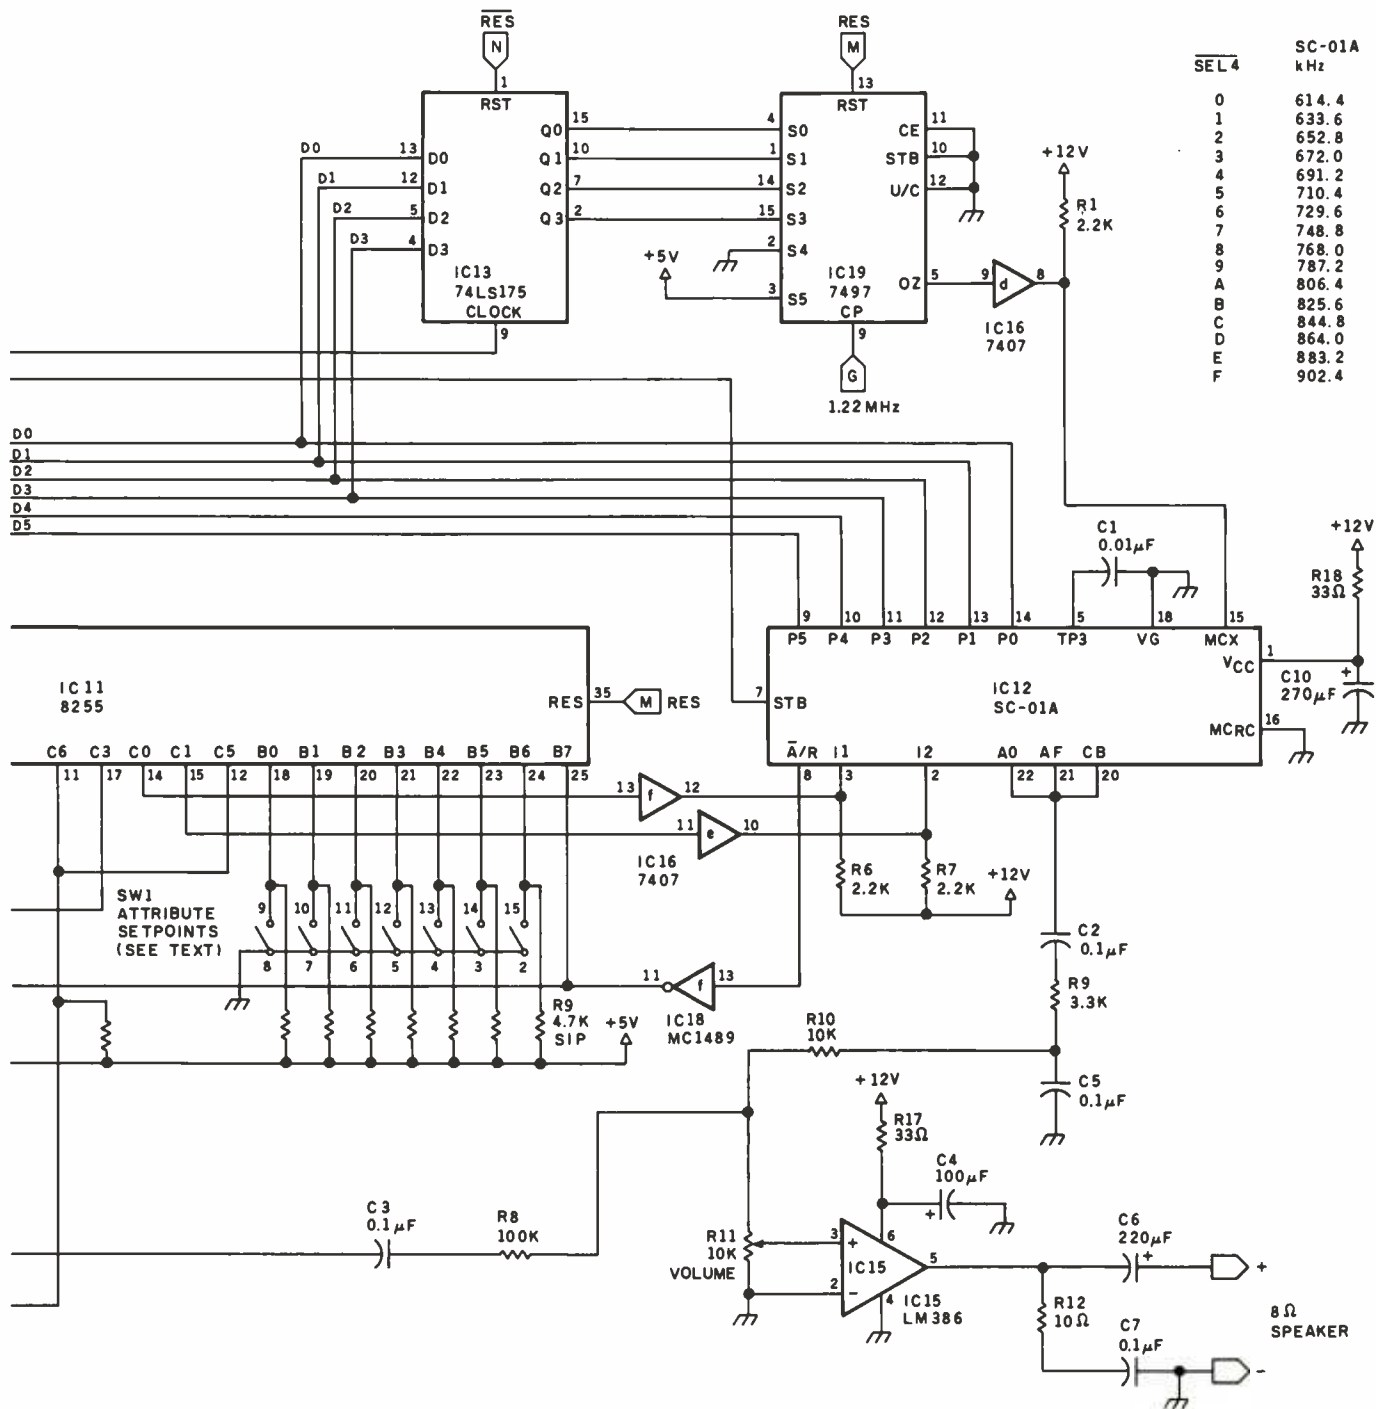 RES
N
1
RST
RES
M
13
RST
SEL4 SC-01A kHz
0 614.4
1 633.6
2 652.8
3 672.0
4 691.2
5 710.4
6 729.6
7 748.8
8 768.0
9 787.2
A 806.4
B 825.6
C 844.8
D 864.0
E 883.2
F 902.4
D0 13 D0 Q0 15 4 S0 CE 11
D1 12 D1 Q1 10 1 S1 STB 10
D2 5 D2 Q2 7 14 S2 U/C 12
D3 4 D3 Q3 2 15 S3
2 S4
+5V
3 S5
IC13
74LS175
CLOCK
9
IC19
7497
CP
9
OZ 5 9 d 8
IC16
7407
+12V
R1
2.2K
G
1.22MHz
D0
D1
D2
D3
D4
D5
C1
0.01µF
+12V
R18
33Ω
9 10 11 12 13 14 5 18 15
P5 P4 P3 P2 P1 P0 TP3 VG MCX
VCC 1
C10
270µF
+
IC11
8255
RES 35 M RES
7 STB
IC12
SC-01A
MCRC 16
C6 C3 C0 C1 C5 B0 B1 B2 B3 B4 B5 B6 B7
11 17 14 15 12 18 19 20 21 22 23 24 25
A/R I1 I2 A0 AF CB
8 3 2 22 21 20
13 f 12
11 e 10
IC16
7407
R6
2.2K
R7
2.2K
+12V
SW1
ATTRIBUTE
SETPOINTS
(SEE TEXT)
9 10 11 12 13 14 15
8 7 6 5 4 3 2
C2
0.1µF
R9
3.3K
11 f 13
IC18
MC1489
R9
4.7K
SIP
+5V
R10
10K
C5
0.1µF
+12V
R17
33Ω
C4
100µF
+
C3
0.1µF
R8
100K
R11
10K
VOLUME
3 +
2 −
6
IC15
5
4
IC15
LM386
C6
220µF
+
+
R12
10Ω
C7
0.1µF
8Ω
SPEAKER
−